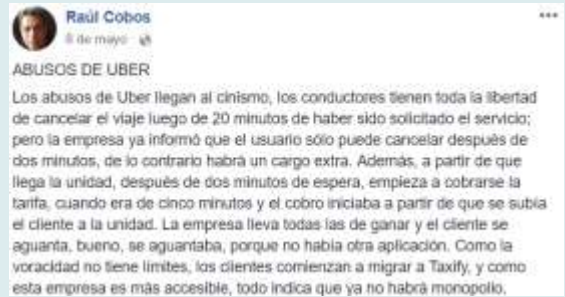 Raúl Cobos
8 de mayo
ABUSOS DE UBER
Los abusos de Uber llegan al cinismo, los conductores tienen toda la libertad
de cancelar el viaje luego de 20 minutos de haber sido solicitado el servicio;
pero la empresa ya informó que el usuario sólo puede cancelar después de
dos minutos, de lo contrario habrá un cargo extra. Además, a partir de que
llega la unidad, después de dos minutos de espera, empieza a cobrarse la
tarifa, cuando era de cinco minutos y el cobro iniciaba a partir de que se subía
el cliente a la unidad. La empresa lleva todas las de ganar y el cliente se
aguanta, bueno, se aguantaba, porque no había otra aplicación. Como la
voracidad no tiene límites, los clientes comienzan a migrar a Taxify, y como
esta empresa es más accesible, todo indica que ya no habrá monopolio.